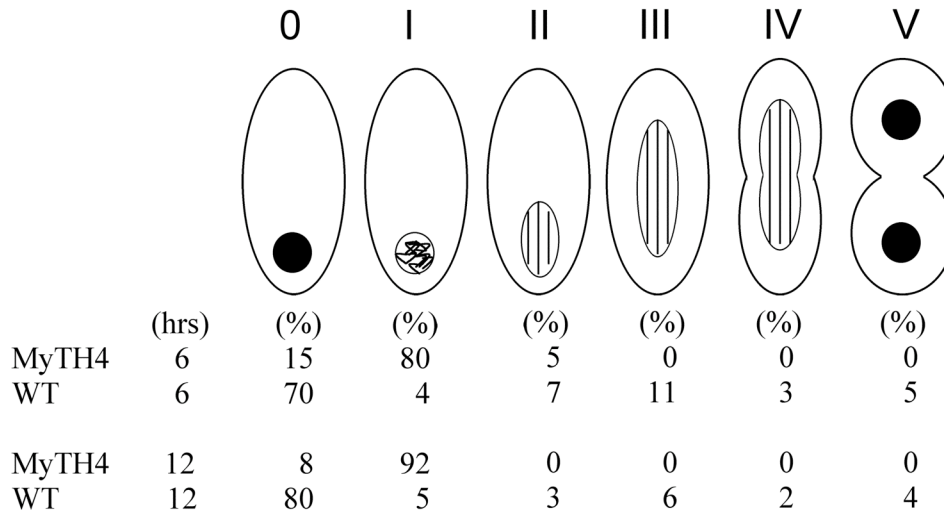 0 I II III IV V
(hrs) (%) (%) (%) (%) (%) (%)
MyTH4 6 15 80 5 0 0 0
WT 6 70 4 7 11 3 5
MyTH4 12 8 92 0 0 0 0
WT 12 80 5 3 6 2 4